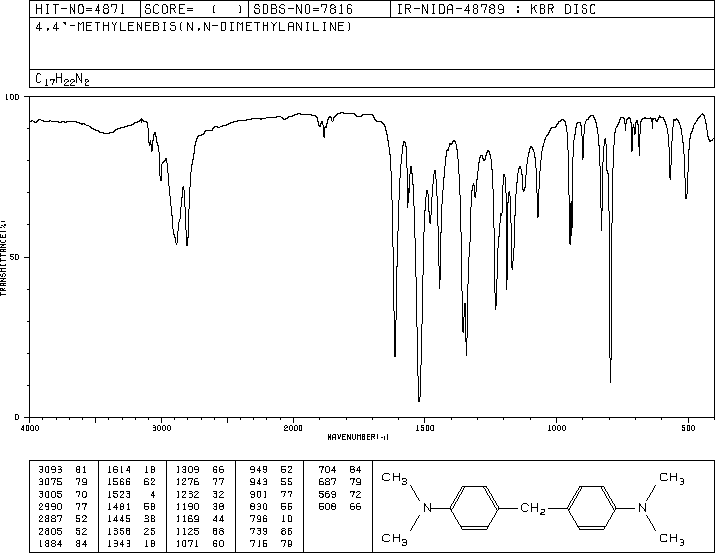 HIT-NO=4871 SCORE= ( ) SDBS-NO=7816 IR-NIDA-48789 : KBR DISC
4,4'-METHYLENEBIS(N,N-DIMETHYLANILINE)
C17H22N2
100
50
0
TRANSMITTANCE(%)
4000 3000 2000 1500 1000 500
WAVENUMBER(-1)
3093 81 1614 18 1309 66 949 52 704 84
3075 79 1566 62 1276 77 943 55 687 79
3005 70 1523 4 1232 32 901 77 569 72
2990 77 1481 58 1190 38 830 56 508 66
2887 52 1445 38 1169 44 796 10
2805 52 1358 25 1125 68 739 86
1884 84 1343 18 1071 60 716 79
CH3 CH3
N CH2 N
CH3 CH3